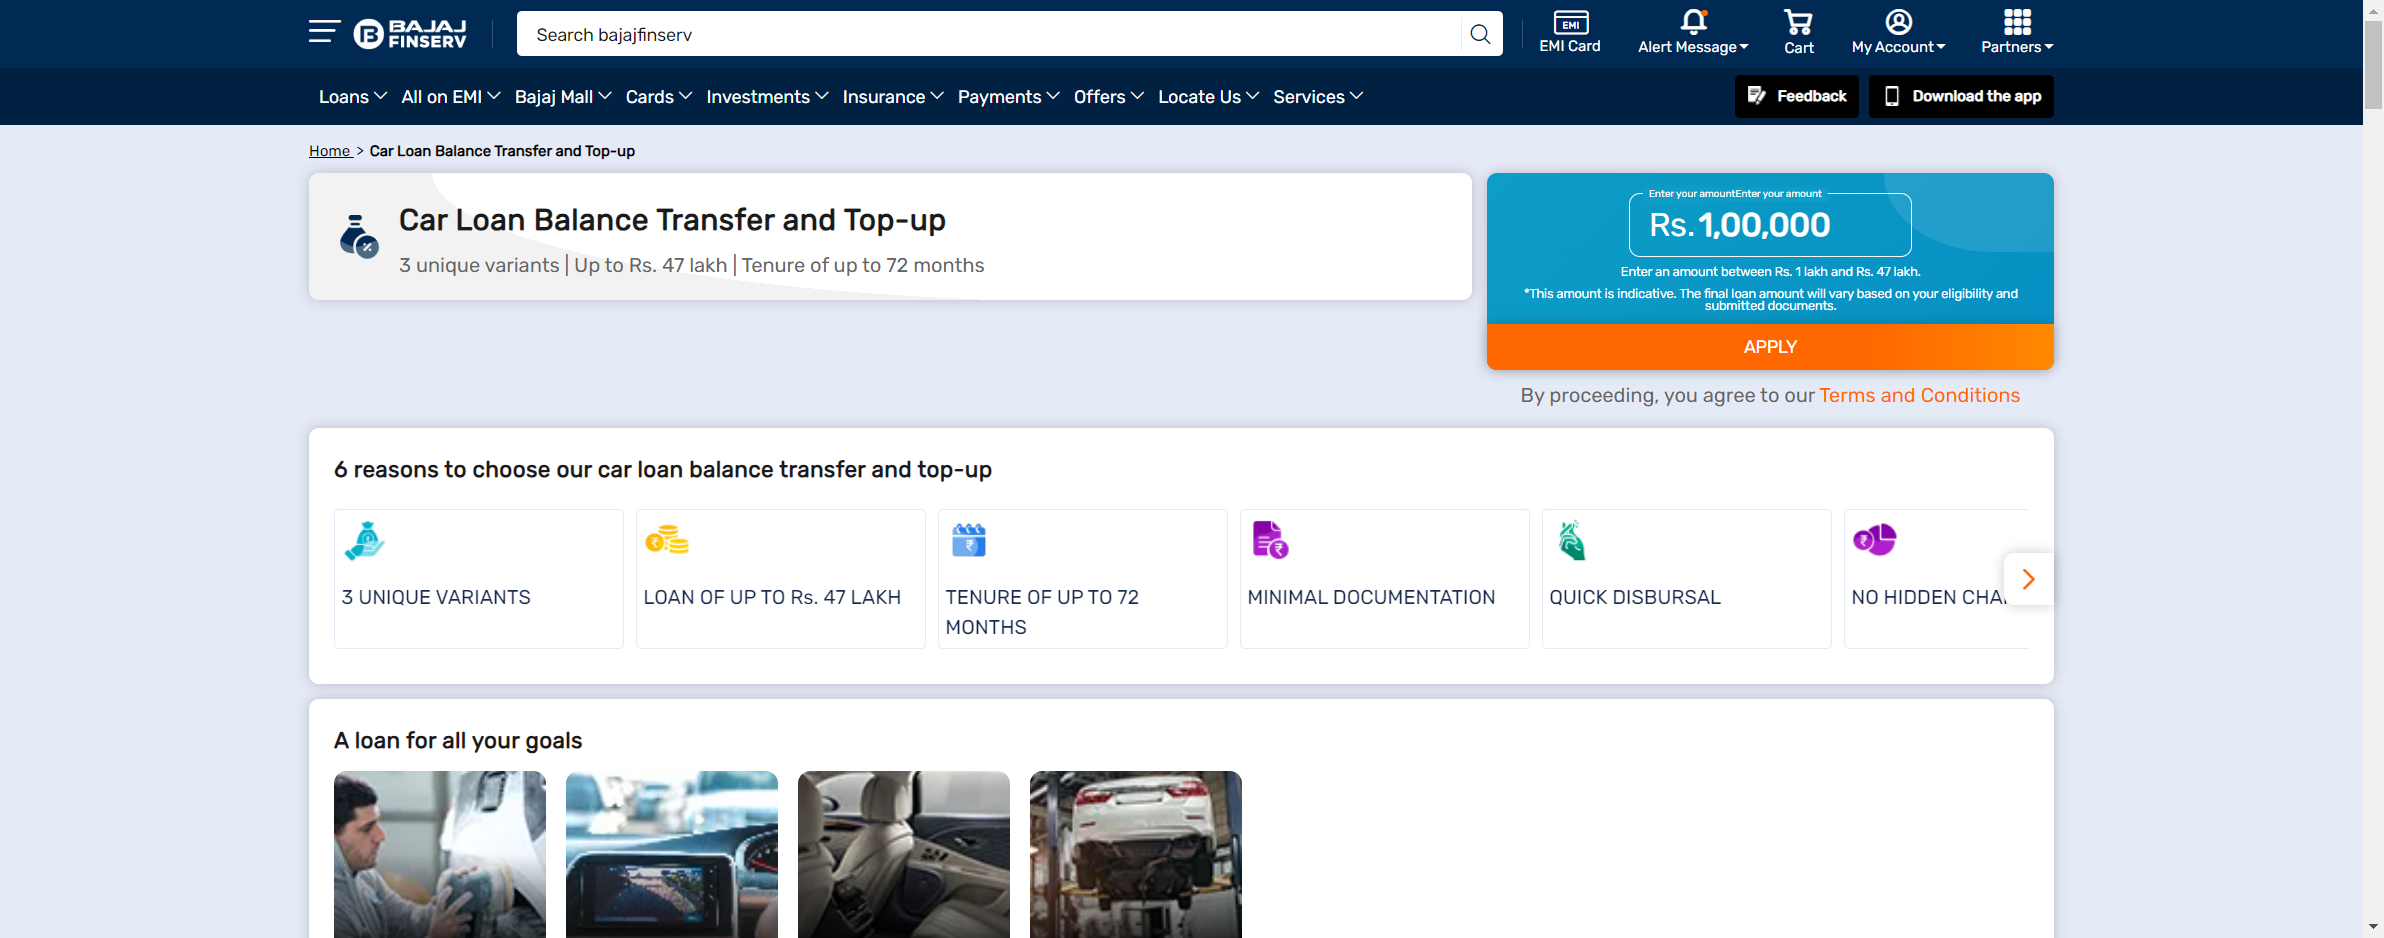 BAJAJ
FINSERV
Search bajajfinserv
EMI
EMI Card
Alert Message
Cart
My Account
Partners
Loans All on EMI Bajaj Mall Cards Investments Insurance Payments Offers Locate Us Services
Feedback
Download the app
Home > Car Loan Balance Transfer and Top-up
Car Loan Balance Transfer and Top-up
3 unique variants | Up to Rs. 47 lakh | Tenure of up to 72 months
Enter your amountEnter your amount
Rs. 1,00,000
Enter an amount between Rs. 1 lakh and Rs. 47 lakh.
*This amount is indicative. The final loan amount will vary based on your eligibility and
submitted documents.
APPLY
By proceeding, you agree to our Terms and Conditions
6 reasons to choose our car loan balance transfer and top-up
3 UNIQUE VARIANTS
LOAN OF UP TO Rs. 47 LAKH
TENURE OF UP TO 72
MONTHS
MINIMAL DOCUMENTATION
QUICK DISBURSAL
NO HIDDEN
A loan for all your goals